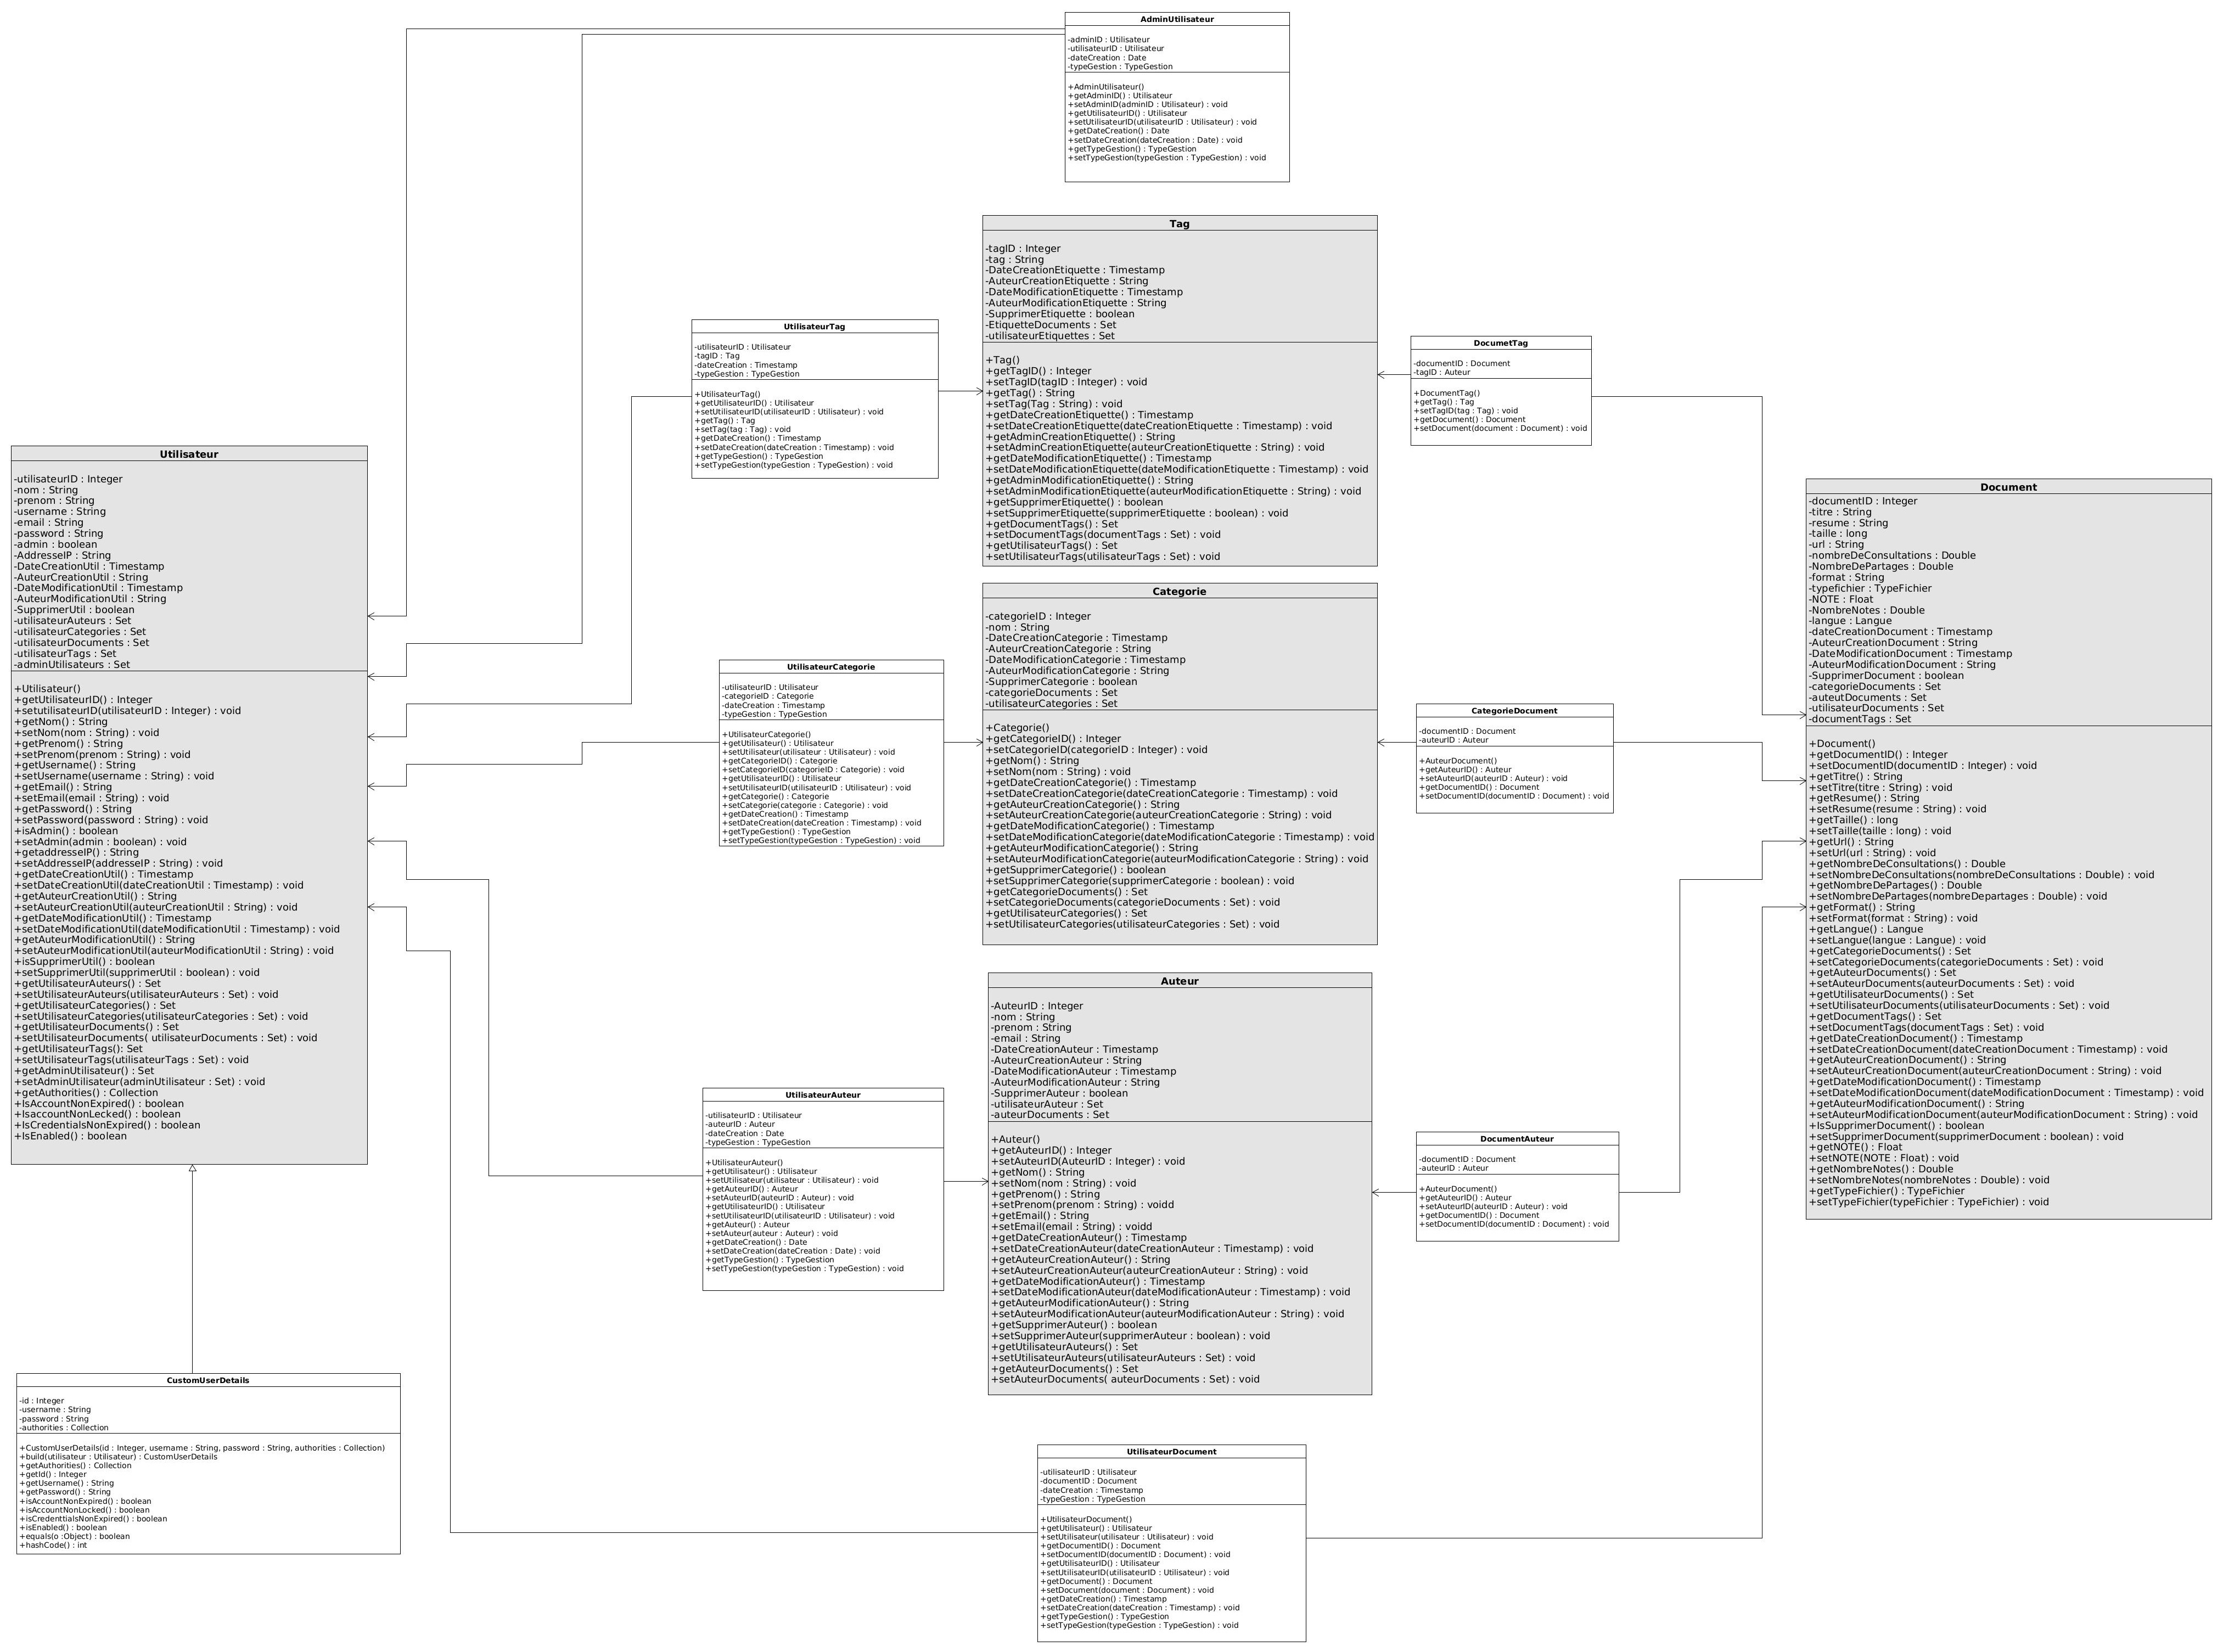 AdminUtilisateur
-adminID : Utilisateur
-utilisateurID : Utilisateur
-dateCreation : Date
-typeGestion : TypeGestion
+AdminUtilisateur()
+getAdminID() : Utilisateur
+setAdminID(adminID : Utilisateur) : void
+getUtilisateurID() : Utilisateur
+setUtilisateurID(utilisateurID : Utilisateur) : void
+getDateCreation() : Date
+setDateCreation(dateCreation : Date) : void
+getTypeGestion() : TypeGestion
+setTypeGestion(typeGestion : TypeGestion) : void
Tag
-tagID : Integer
-tag : String
-DateCreationEtiquette : Timestamp
-AuteurCreationEtiquette : String
-DateModificationEtiquette : Timestamp
-AuteurModificationEtiquette : String
-SupprimerEtiquette : boolean
-EtiquetteDocuments : Set
-utilisateurEtiquettes : Set
+Tag()
+getTagID() : Integer
+setTagID(tagID : Integer) : void
+getTag() : String
+setTag(Tag : String) : void
+getDateCreationEtiquette() : Timestamp
+setDateCreationEtiquette(dateCreationEtiquette : Timestamp) : void
+getAdminCreationEtiquette() : String
+setAdminCreationEtiquette(auteurCreationEtiquette : String) : void
+getDateModificationEtiquette() : Timestamp
+setDateModificationEtiquette(dateModificationEtiquette : Timestamp) : void
+getAdminModificationEtiquette() : String
+setAdminModificationEtiquette(auteurModificationEtiquette : String) : void
+getSupprimerEtiquette() : boolean
+setSupprimerEtiquette(supprimerEtiquette : boolean) : void
+getDocumentTags() : Set
+setDocumentTags(documentTags : Set) : void
+getUtilisateurTags() : Set
+setUtilisateurTags(utilisateurTags : Set) : void
UtilisateurTag
-utilisateurID : Utilisateur
-tagID : Tag
-dateCreation : Timestamp
-typeGestion : TypeGestion
+UtilisateurTag()
+getUtilisateurID() : Utilisateur
+setUtilisateurID(utilisateurID : Utilisateur) : void
+getTag() : Tag
+setTag(tag : Tag) : void
+getDateCreation() : Timestamp
+setDateCreation(dateCreation : Timestamp) : void
+getTypeGestion() : TypeGestion
+setTypeGestion(typeGestion : TypeGestion) : void
DocumetTag
-documentID : Document
-tagID : Auteur
+DocumentTag()
+getTag() : Tag
+setTagID(tag : Tag) : void
+getDocument() : Document
+setDocument(document : Document) : void
Utilisateur
-utilisateurID : Integer
-nom : String
-prenom : String
-username : String
-email : String
-password : String
-admin : boolean
-AddresseIP : String
-DateCreationUtil : Timestamp
-AuteurCreationUtil : String
-DateModificationUtil : Timestamp
-AuteurModificationUtil : String
-SupprimerUtil : boolean
-utilisateurAuteurs : Set
-utilisateurCategories : Set
-utilisateurDocuments : Set
-utilisateurTags : Set
-adminUtilisateurs : Set
+Utilisateur()
+getUtilisateurID() : Integer
+setutilisateurID(utilisateurID : Integer) : void
+getNom() : String
+setNom(nom : String) : void
+getPrenom() : String
+setPrenom(prenom : String) : void
+getUsername() : String
+setUsername(username : String) : void
+getEmail() : String
+setEmail(email : String) : void
+getPassword() : String
+setPassword(password : String) : void
+isAdmin() : boolean
+setAdmin(admin : boolean) : void
+getaddresseIP() : String
+setAddresseIP(addresseIP : String) : void
+getDateCreationUtil() : Timestamp
+setDateCreationUtil(dateCreationUtil : Timestamp) : void
+getAuteurCreationUtil() : String
+setAuteurCreationUtil(auteurCreationUtil : String) : void
+getDateModificationUtil() : Timestamp
+setDateModificationUtil(dateModificationUtil : Timestamp) : void
+getAuteurModificationUtil() : String
+setAuteurModificationUtil(auteurModificationUtil : String) : void
+isSupprimerUtil() : boolean
+setSupprimerUtil(supprimerUtil : boolean) : void
+getUtilisateurAuteurs() : Set
+setUtilisateurAuteurs(utilisateurAuteurs : Set) : void
+getUtilisateurCategories() : Set
+setUtilisateurCategories(utilisateurCategories : Set) : void
+getUtilisateurDocuments() : Set
+setUtilisateurDocuments( utilisateurDocuments : Set) : void
+getUtilisateurTags(): Set
+setUtilisateurTags(utilisateurTags : Set) : void
+getAdminUtilisateur() : Set
+setAdminUtilisateur(adminUtilisateur : Set) : void
+getAuthorities() : Collection
+IsAccountNonExpired() : boolean
+IsaccountNonLecked() : boolean
+IsCredentialsNonExpired() : boolean
+IsEnabled() : boolean
Document
-documentID : Integer
-titre : String
-resume : String
-taille : long
-url : String
-nombreDeConsultations : Double
-NombreDePartages : Double
-format : String
-typefichier : TypeFichier
-NOTE : Float
-NombreNotes : Double
-langue : Langue
-dateCreationDocument : Timestamp
-AuteurCreationDocument : String
-DateModificationDocument : Timestamp
-AuteurModificationDocument : String
-SupprimerDocument : boolean
-categorieDocuments : Set
-auteutDocuments : Set
-utilisateurDocuments : Set
-documentTags : Set
+Document()
+getDocumentID() : Integer
+setDocumentID(documentID : Integer) : void
+getTitre() : String
+setTitre(titre : String) : void
+getResume() : String
+setResume(resume : String) : void
+getTaille() : long
+setTaille(taille : long) : void
+getUrl() : String
+setUrl(url : String) : void
+getNombreDeConsultations() : Double
+setNombreDeConsultations(nombreDeConsultations : Double) : void
+getNombreDePartages() : Double
+setNombreDePartages(nombreDepartages : Double) : void
+getFormat() : String
+setFormat(format : String) : void
+getLangue() : Langue
+setLangue(langue : Langue) : void
+getCategorieDocuments() : Set
+setCategorieDocuments(categorieDocuments : Set) : void
+getAuteurDocuments() : Set
+setAuteurDocuments(auteurDocuments : Set) : void
+getUtilisateurDocuments() : Set
+setUtilisateurDocuments(utilisateurDocuments : Set) : void
+getDocumentTags() : Set
+setDocumentTags(documentTags : Set) : void
+getDateCreationDocument() : Timestamp
+setDateCreationDocument(dateCreationDocument : Timestamp) : void
+getAuteurCreationDocument() : String
+setAuteurCreationDocument(auteurCreationDocument : String) : void
+getDateModificationDocument() : Timestamp
+setDateModificationDocument(dateModificationDocument : Timestamp) : void
+getAuteurModificationDocument() : String
+setAuteurModificationDocument(auteurModificationDocument : String) : void
+IsSupprimerDocument() : boolean
+setSupprimerDocument(supprimerDocument : boolean) : void
+getNOTE() : Float
+setNOTE(NOTE : Float) : void
+getNombreNotes() : Double
+setNombreNotes(nombreNotes : Double) : void
+getTypeFichier() : TypeFichier
+setTypeFichier(typeFichier : TypeFichier) : void
Categorie
-categorieID : Integer
-nom : String
-DateCreationCategorie : Timestamp
-AuteurCreationCategorie : String
-DateModificationCategorie : Timestamp
-AuteurModificationCategorie : String
-SupprimerCategorie : boolean
-categorieDocuments : Set
-utilisateurCategories : Set
+Categorie()
+getCategorieID() : Integer
+setCategorieID(categorieID : Integer) : void
+getNom() : String
+setNom(nom : String) : void
+getDateCreationCategorie() : Timestamp
+setDateCreationCategorie(dateCreationCategorie : Timestamp) : void
+getAuteurCreationCategorie() : String
+setAuteurCreationCategorie(auteurCreationCategorie : String) : void
+getDateModificationCategorie() : Timestamp
+setDateModificationCategorie(dateModificationCategorie : Timestamp) : void
+getAuteurModificationCategorie() : String
+setAuteurModificationCategorie(auteurModificationCategorie : String) : void
+getSupprimerCategorie() : boolean
+setSupprimerCategorie(supprimerCategorie : boolean) : void
+getCategorieDocuments() : Set
+setCategorieDocuments(categorieDocuments : Set) : void
+getUtilisateurCategories() : Set
+setUtilisateurCategories(utilisateurCategories : Set) : void
UtilisateurCategorie
-utilisateurID : Utilisateur
-categorieID : Categorie
-dateCreation : Timestamp
-typeGestion : TypeGestion
+UtilisateurCategorie()
+getUtilisateur() : Utilisateur
+setUtilisateur(utilisateur : Utilisateur) : void
+getCategorieID() : Categorie
+setCategorieID(categorieID : Categorie) : void
+getUtilisateurID() : Utilisateur
+setUtilisateurID(utilisateurID : Utilisateur) : void
+getCategorie() : Categorie
+setCategorie(categorie : Categorie) : void
+getDateCreation() : Timestamp
+setDateCreation(dateCreation : Timestamp) : void
+getTypeGestion() : TypeGestion
+setTypeGestion(typeGestion : TypeGestion) : void
CategorieDocument
-documentID : Document
-auteurID : Auteur
+AuteurDocument()
+getAuteurID() : Auteur
+setAuteurID(auteurID : Auteur) : void
+getDocumentID() : Document
+setDocumentID(documentID : Document) : void
Auteur
-AuteurID : Integer
-nom : String
-prenom : String
-email : String
-DateCreationAuteur : Timestamp
-AuteurCreationAuteur : String
-DateModificationAuteur : Timestamp
-AuteurModificationAuteur : String
-SupprimerAuteur : boolean
-utilisateurAuteur : Set
-auteurDocuments : Set
+Auteur()
+getAuteurID() : Integer
+setAuteurID(AuteurID : Integer) : void
+getNom() : String
+setNom(nom : String) : void
+getPrenom() : String
+setPrenom(prenom : String) : voidd
+getEmail() : String
+setEmail(email : String) : voidd
+getDateCreationAuteur() : Timestamp
+setDateCreationAuteur(dateCreationAuteur : Timestamp) : void
+getAuteurCreationAuteur() : String
+setAuteurCreationAuteur(auteurCreationAuteur : String) : void
+getDateModificationAuteur() : Timestamp
+setDateModificationAuteur(dateModificationAuteur : Timestamp) : void
+getAuteurModificationAuteur() : String
+setAuteurModificationAuteur(auteurModificationAuteur : String) : void
+getSupprimerAuteur() : boolean
+setSupprimerAuteur(supprimerAuteur : boolean) : void
+getUtilisateurAuteurs() : Set
+setUtilisateurAuteurs(utilisateurAuteurs : Set) : void
+getAuteurDocuments() : Set
+setAuteurDocuments( auteurDocuments : Set) : void
UtilisateurAuteur
-utilisateurID : Utilisateur
-auteurID : Auteur
-dateCreation : Date
-typeGestion : TypeGestion
+UtilisateurAuteur()
+getUtilisateur() : Utilisateur
+setUtilisateur(utilisateur : Utilisateur) : void
+getAuteurID() : Auteur
+setAuteurID(auteurID : Auteur) : void
+getUtilisateurID() : Utilisateur
+setUtilisateurID(utilisateurID : Utilisateur) : void
+getAuteur() : Auteur
+setAuteur(auteur : Auteur) : void
+getDateCreation() : Date
+setDateCreation(dateCreation : Date) : void
+getTypeGestion() : TypeGestion
+setTypeGestion(typeGestion : TypeGestion) : void
DocumentAuteur
-documentID : Document
-auteurID : Auteur
+AuteurDocument()
+getAuteurID() : Auteur
+setAuteurID(auteurID : Auteur) : void
+getDocumentID() : Document
+setDocumentID(documentID : Document) : void
CustomUserDetails
-id : Integer
-username : String
-password : String
-authorities : Collection
+CustomUserDetails(id : Integer, username : String, password : String, authorities : Collection)
+build(utilisateur : Utilisateur) : CustomUserDetails
+getAuthorities() : Collection
+getId() : Integer
+getUsername() : String
+getPassword() : String
+isAccountNonExpired() : boolean
+isAccountNonLocked() : boolean
+isCredenttialsNonExpired() : boolean
+isEnabled() : boolean
+equals(o :Object) : boolean
+hashCode() : int
UtilisateurDocument
-utilisateurID : Utilisateur
-documentID : Document
-dateCreation : Timestamp
-typeGestion : TypeGestion
+UtilisateurDocument()
+getUtilisateur() : Utilisateur
+setUtilisateur(utilisateur : Utilisateur) : void
+getDocumentID() : Document
+setDocumentID(documentID : Document) : void
+getUtilisateurID() : Utilisateur
+setUtilisateurID(utilisateurID : Utilisateur) : void
+getDocument() : Document
+setDocument(document : Document) : void
+getDateCreation() : Timestamp
+setDateCreation(dateCreation : Timestamp) : void
+getTypeGestion() : TypeGestion
+setTypeGestion(typeGestion : TypeGestion) : void